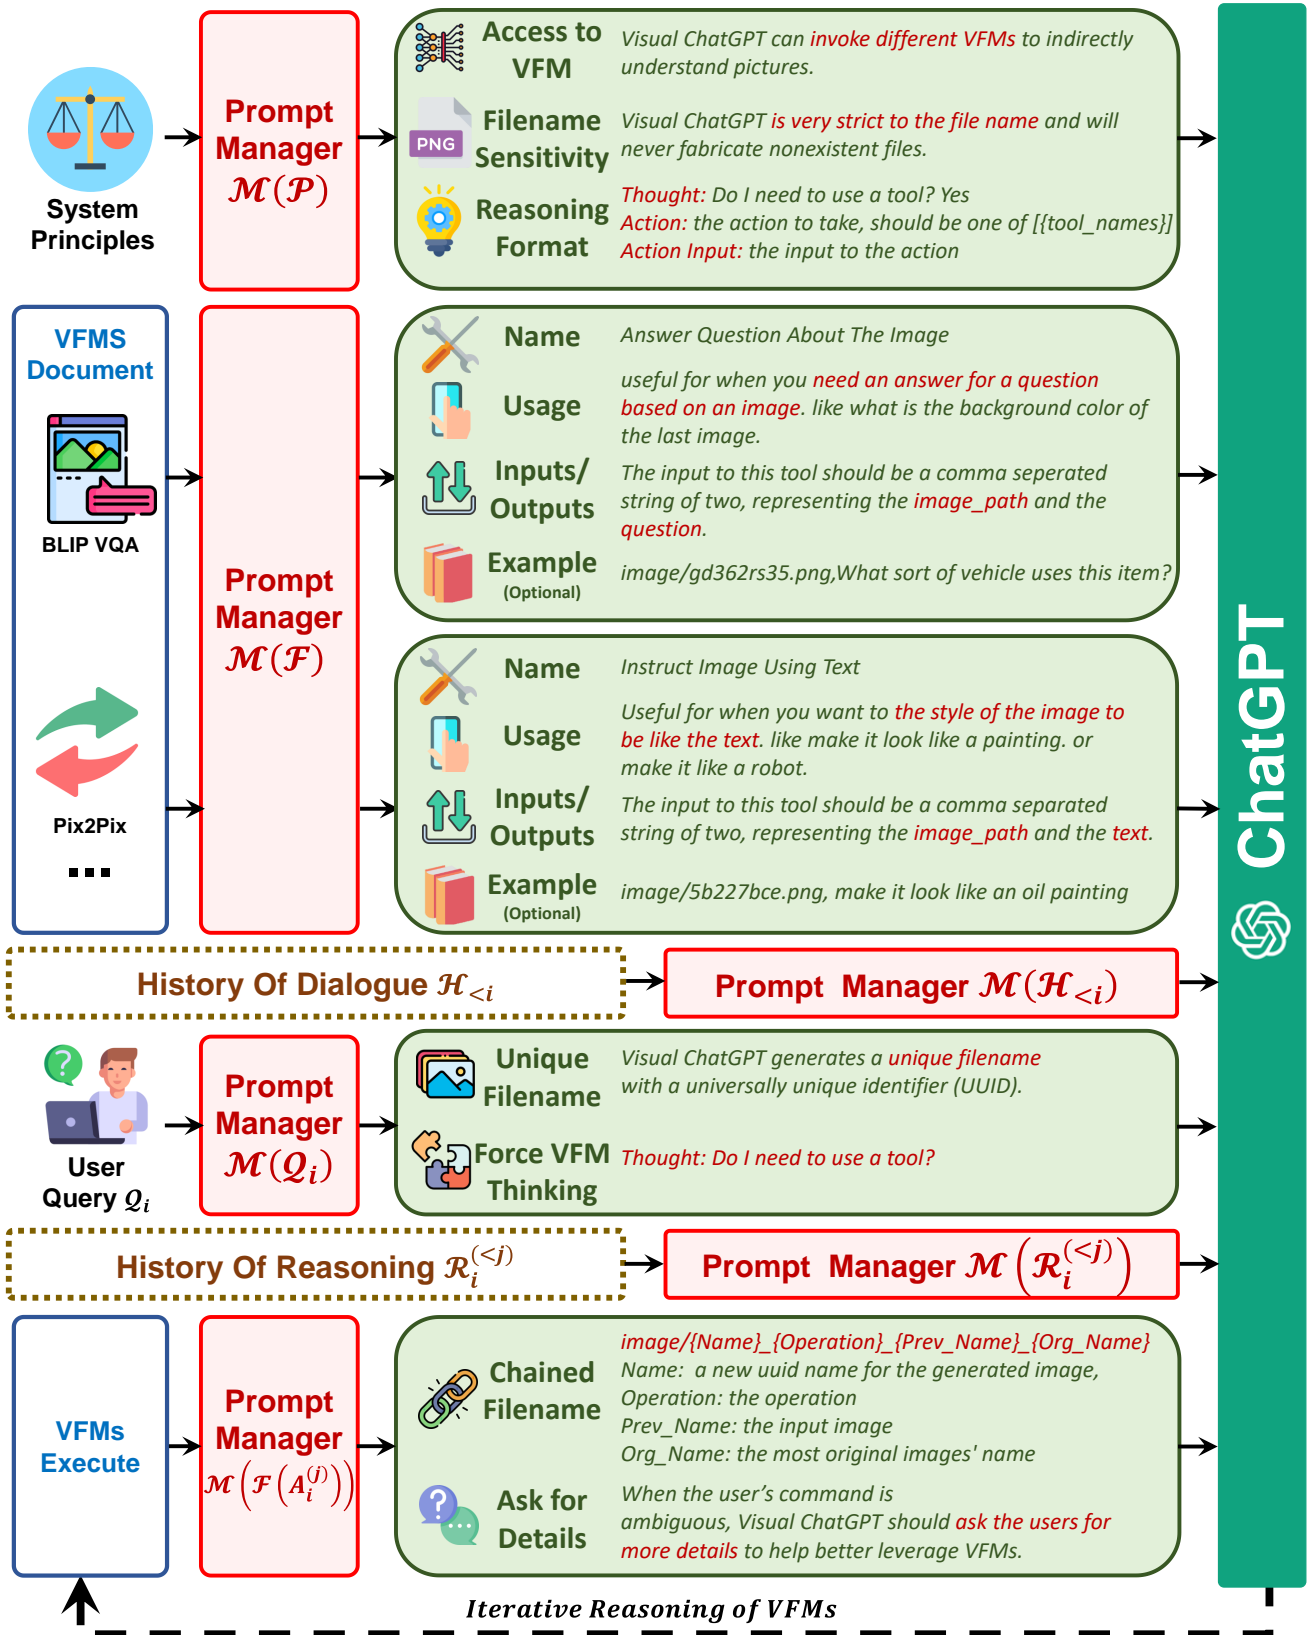 System
Principles
Prompt
Manager
ℳ(𝒫)
Access to
VFM
Visual ChatGPT can invoke different VFMs to indirectly
understand pictures.
PNG
Filename
Sensitivity
Visual ChatGPT is very strict to the file name and will
never fabricate nonexistent files.
Reasoning
Format
Thought: Do I need to use a tool? Yes
Action: the action to take, should be one of [{tool_names}]
Action Input: the input to the action
VFMS
Document
BLIP VQA
Pix2Pix
...
Prompt
Manager
ℳ(ℱ)
Name
Answer Question About The Image
Usage
useful for when you need an answer for a question
based on an image. like what is the background color of
the last image.
Inputs/
Outputs
The input to this tool should be a comma seperated
string of two, representing the image_path and the
question.
Example
(Optional)
image/gd362rs35.png,What sort of vehicle uses this item?
Name
Instruct Image Using Text
Usage
Useful for when you want to the style of the image to
be like the text. like make it look like a painting. or
make it like a robot.
Inputs/
Outputs
The input to this tool should be a comma separated
string of two, representing the image_path and the text.
Example
(Optional)
image/5b227bce.png, make it look like an oil painting
ChatGPT
History Of Dialogue ℋ_{<i}
Prompt Manager ℳ(ℋ_{<i})
User
Query 𝒬_i
Prompt
Manager
ℳ(𝒬_i)
Unique
Filename
Visual ChatGPT generates a unique filename
with a universally unique identifier (UUID).
Force VFM
Thinking
Thought: Do I need to use a tool?
History Of Reasoning ℛ_i^{(<j)}
Prompt Manager ℳ(ℛ_i^{(<j)})
VFMs
Execute
Prompt
Manager
ℳ(ℱ(A_i^{(j)}))
Chained
Filename
image/{Name}_{Operation}_{Prev_Name}_{Org_Name}
Name: a new uuid name for the generated image,
Operation: the operation
Prev_Name: the input image
Org_Name: the most original images' name
Ask for
Details
When the user’s command is
ambiguous, Visual ChatGPT should ask the users for
more details to help better leverage VFMs.
Iterative Reasoning of VFMs